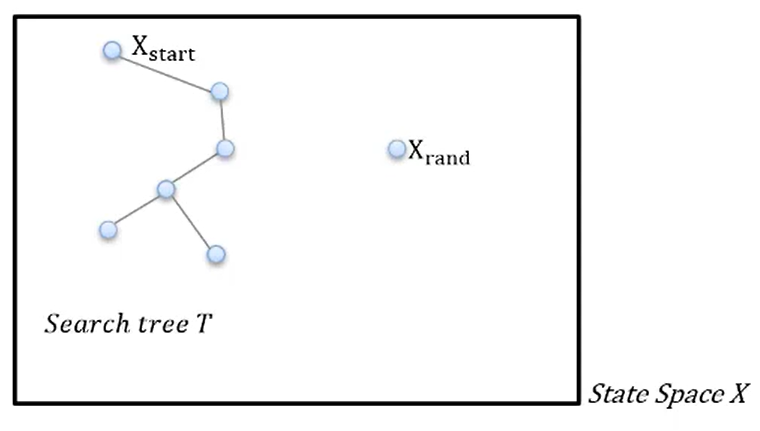 Xstart
Xrand
Search tree T
State Space X